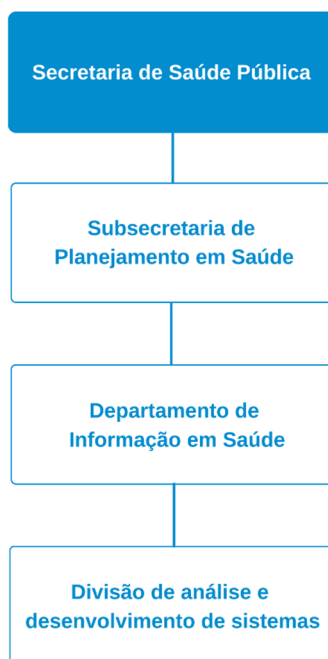 Secretaria de Saúde Pública
Subsecretaria de
Planejamento em Saúde
Departamento de
Informação em Saúde
Divisão de análise e
desenvolvimento de sistemas